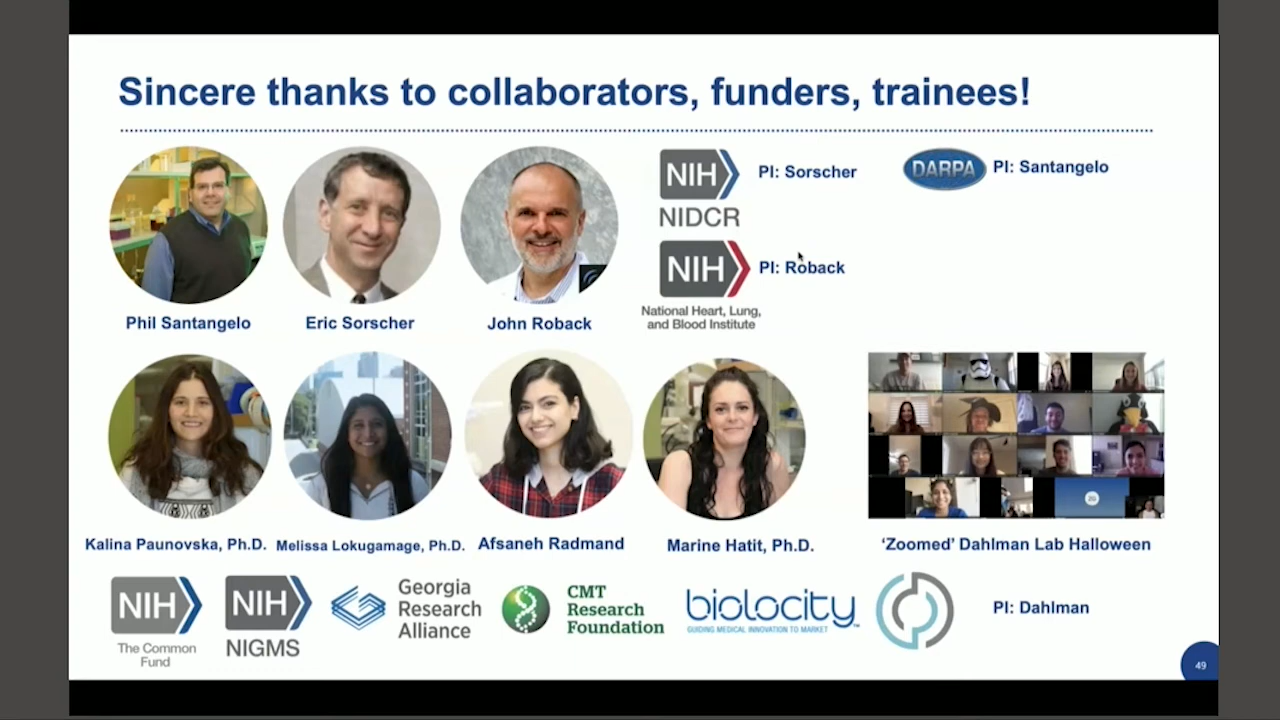 Sincere thanks to collaborators, funders, trainees!
NIH
PI: Sorscher
DARPA
PI: Santangelo
NIDCR
NIH
PI: Roback
National Heart, Lung,
and Blood Institute
Phil Santangelo
Eric Sorscher
John Roback
Kalina Paunovska, Ph.D.
Melissa Lokugamage, Ph.D.
Afsaneh Radmand
Marine Hatit, Ph.D.
‘Zoomed’ Dahlman Lab Halloween
NIH
The Common
Fund
NIH
NIGMS
Georgia
Research
Alliance
CMT
Research
Foundation
biolocity™
GUIDING MEDICAL INNOVATION TO MARKET
PI: Dahlman
49